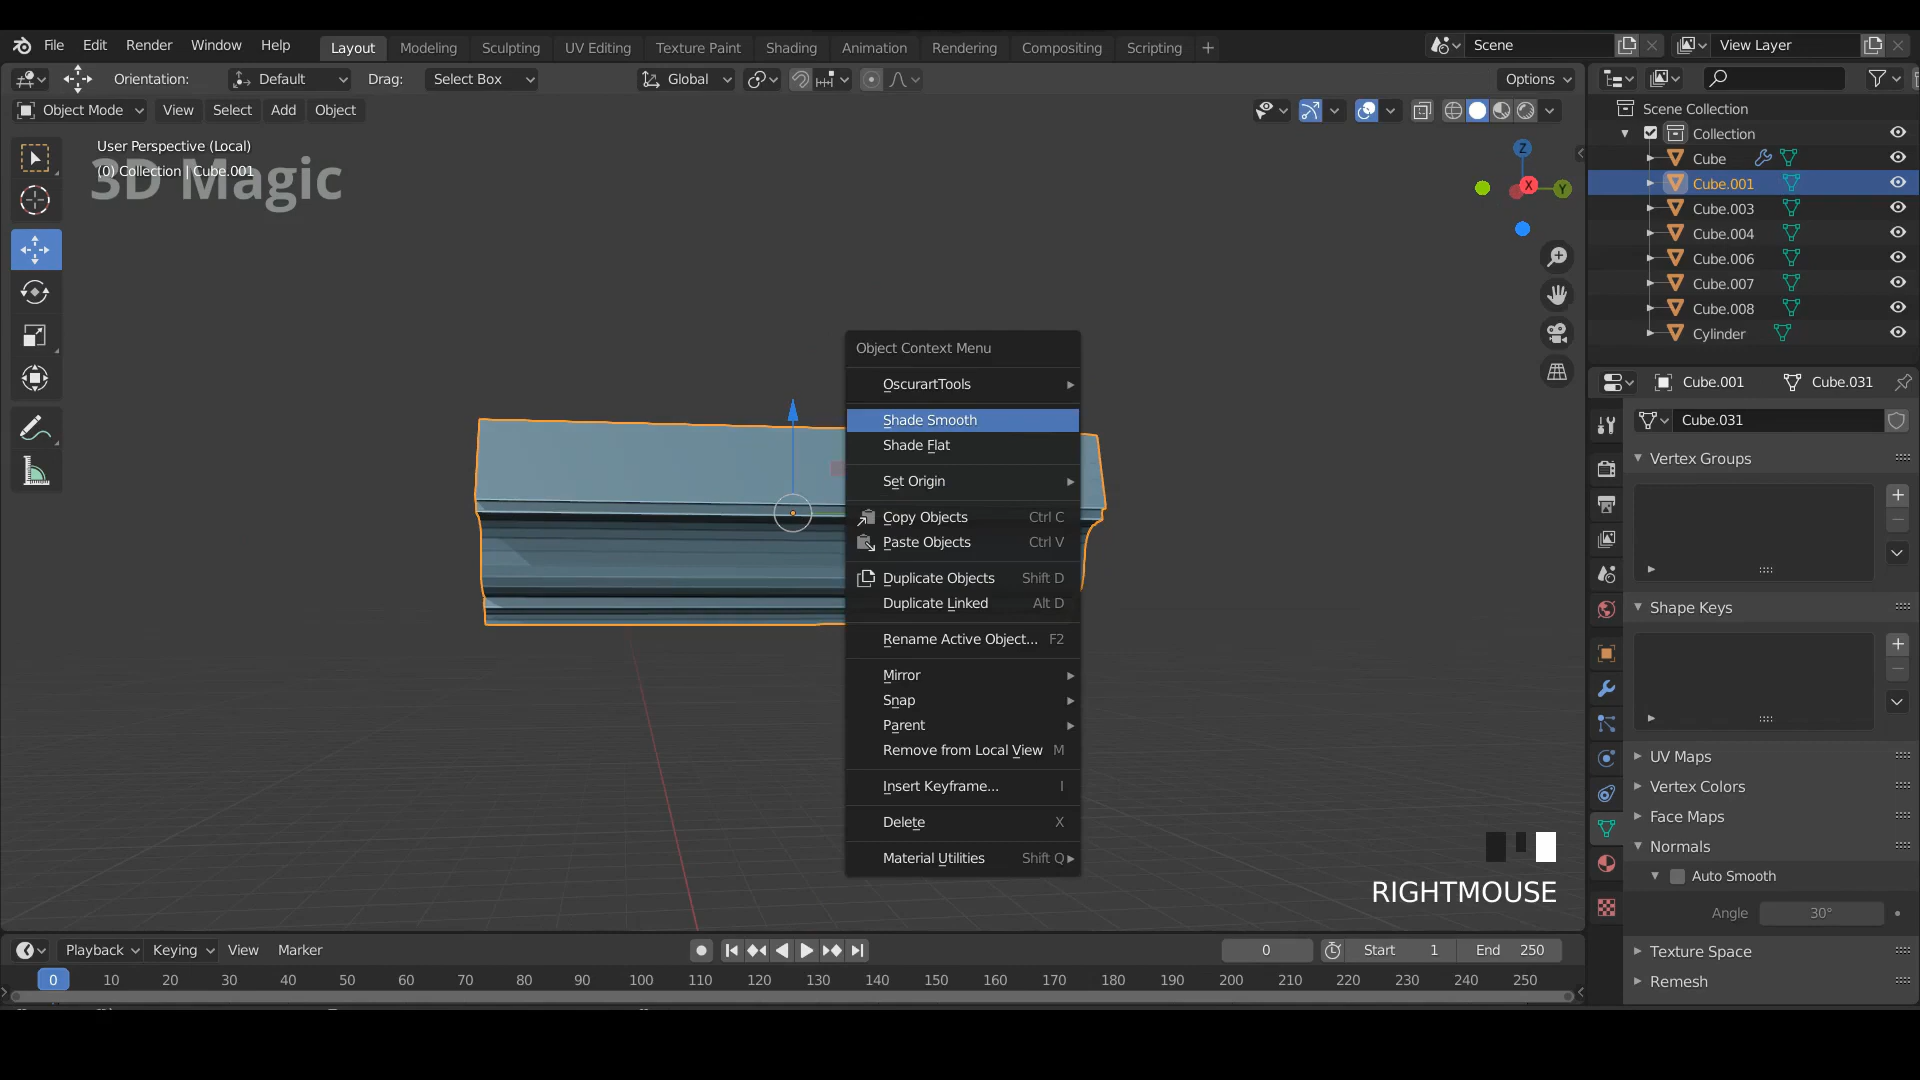 File Edit Render Window Help Layout Modeling Sculpting UV Editing Texture Paint Shading Animation Rendering Compositing Scripting + Scene View Layer
Orientation: Default Drag: Select Box Global Options
Object Mode View Select Add Object
User Perspective (Local)
(0) Collection | Cube.001
3D Magic
Z
X
Y
Scene Collection
Collection
Cube
Cube.001
Cube.003
Cube.004
Cube.006
Cube.007
Cube.008
Cylinder
Object Context Menu
OscurartTools
Shade Smooth
Shade Flat
Set Origin
Copy Objects Ctrl C
Paste Objects Ctrl V
Duplicate Objects Shift D
Duplicate Linked Alt D
Rename Active Object... F2
Mirror
Snap
Parent
Remove from Local View M
Insert Keyframe... I
Delete X
Material Utilities Shift Q
Cube.001 Cube.031
Cube.031
Vertex Groups
Shape Keys
UV Maps
Vertex Colors
Face Maps
Normals
Auto Smooth
Angle 30°
Texture Space
Remesh
RIGHTMOUSE
Playback Keying View Marker 0 Start 1 End 250
0 10 20 30 40 50 60 70 80 90 100 110 120 130 140 150 160 170 180 190 200 210 220 230 240 250